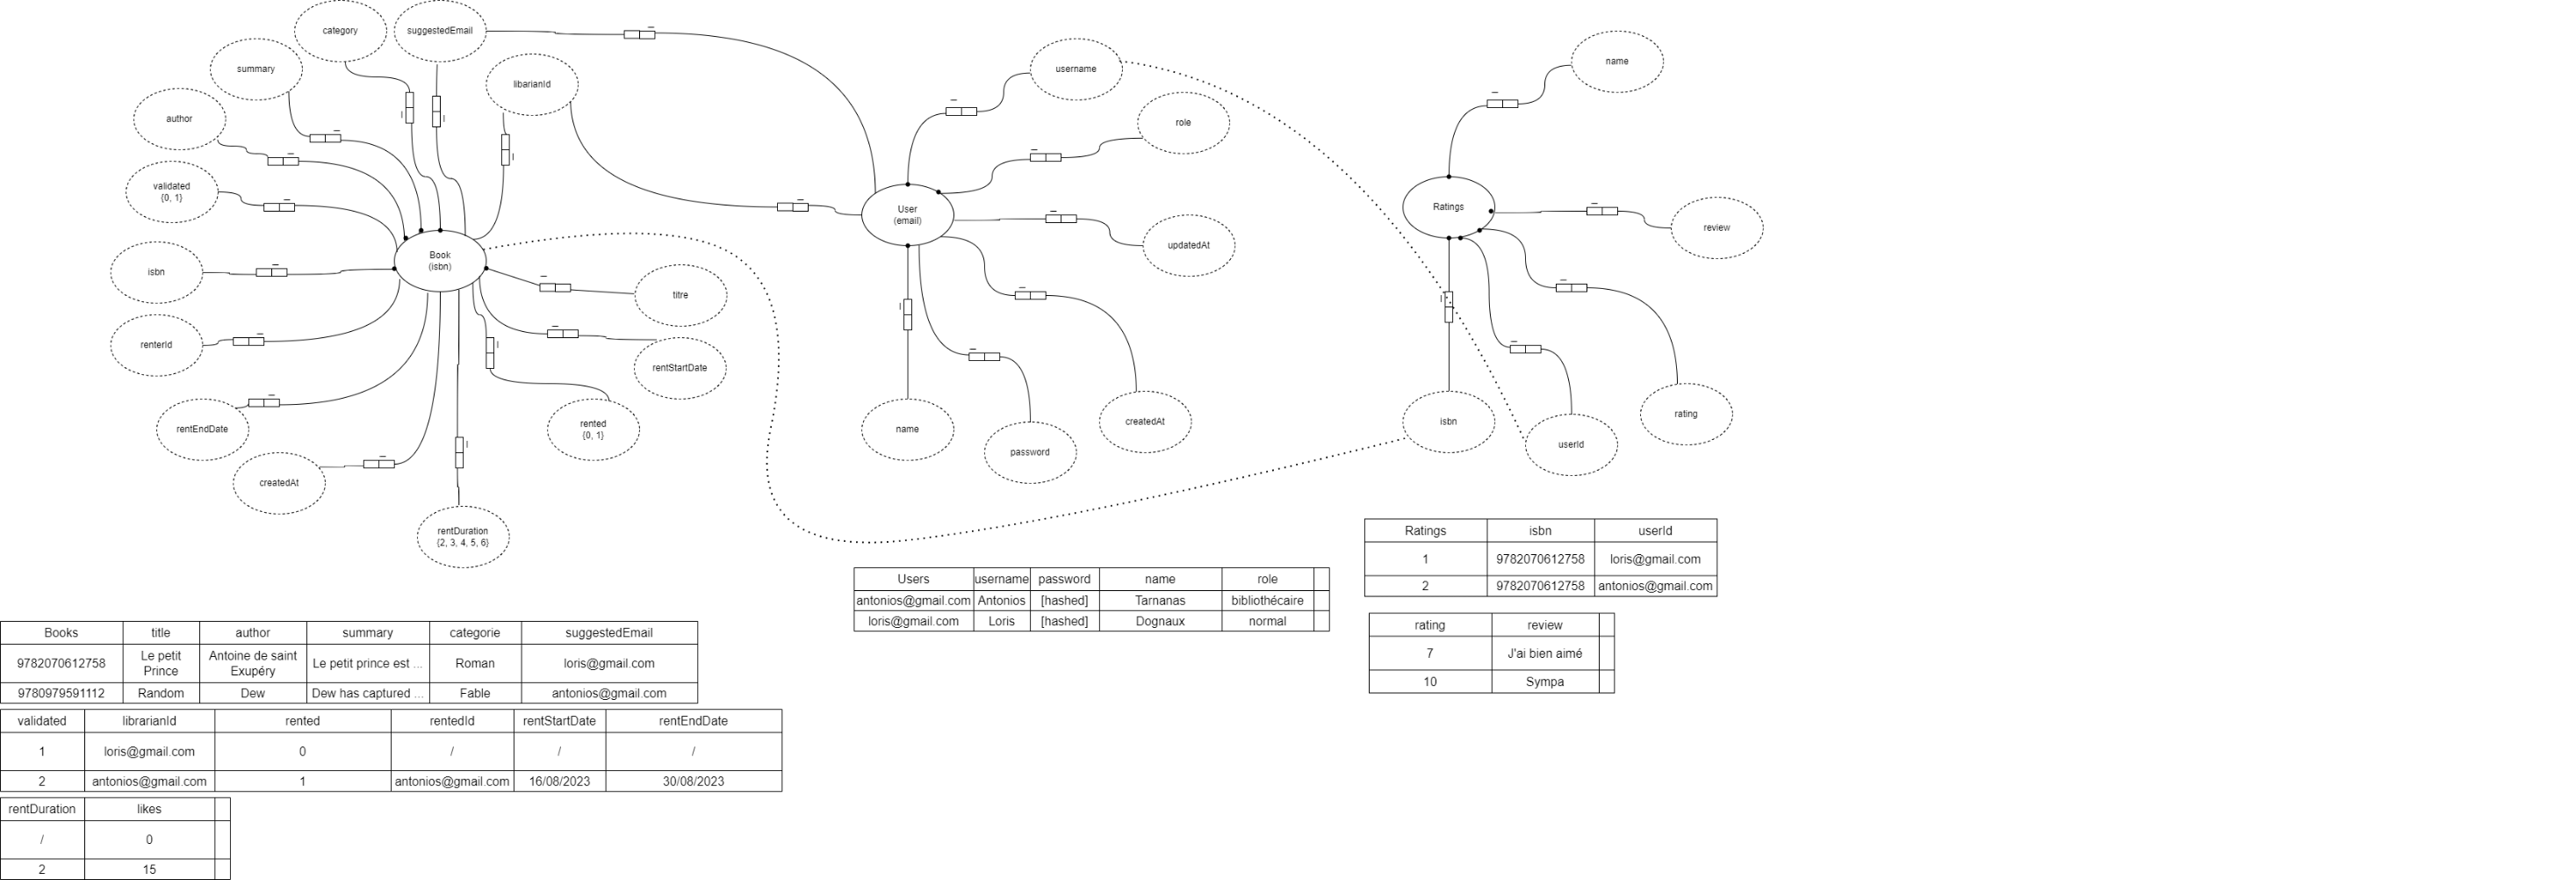 category
suggestedEmail
summary
libarianId
author
validated
{0, 1}
isbn
renterId
rentEndDate
createdAt
rentDuration
{2, 3, 4, 5, 6}
rented
{0, 1}
rentStartDate
titre
Book
(isbn)
username
role
User
(email)
updatedAt
createdAt
password
name
name
Ratings
review
rating
userId
isbn
Ratings isbn userId
1 9782070612758 loris@gmail.com
2 9782070612758 antonios@gmail.com
rating review
7 J'ai bien aimé
10 Sympa
Users username password name role
antonios@gmail.com Antonios [hashed] Tarnanas bibliothécaire
loris@gmail.com Loris [hashed] Dognaux normal
Books title author summary categorie suggestedEmail
9782070612758 Le petit Prince Antoine de saint Exupéry Le petit prince est ... Roman loris@gmail.com
9780979591112 Random Dew Dew has captured ... Fable antonios@gmail.com
validated librarianId rented rentedId rentStartDate rentEndDate
1 loris@gmail.com 0 / / /
2 antonios@gmail.com 1 antonios@gmail.com 16/08/2023 30/08/2023
rentDuration likes
/ 0
2 15